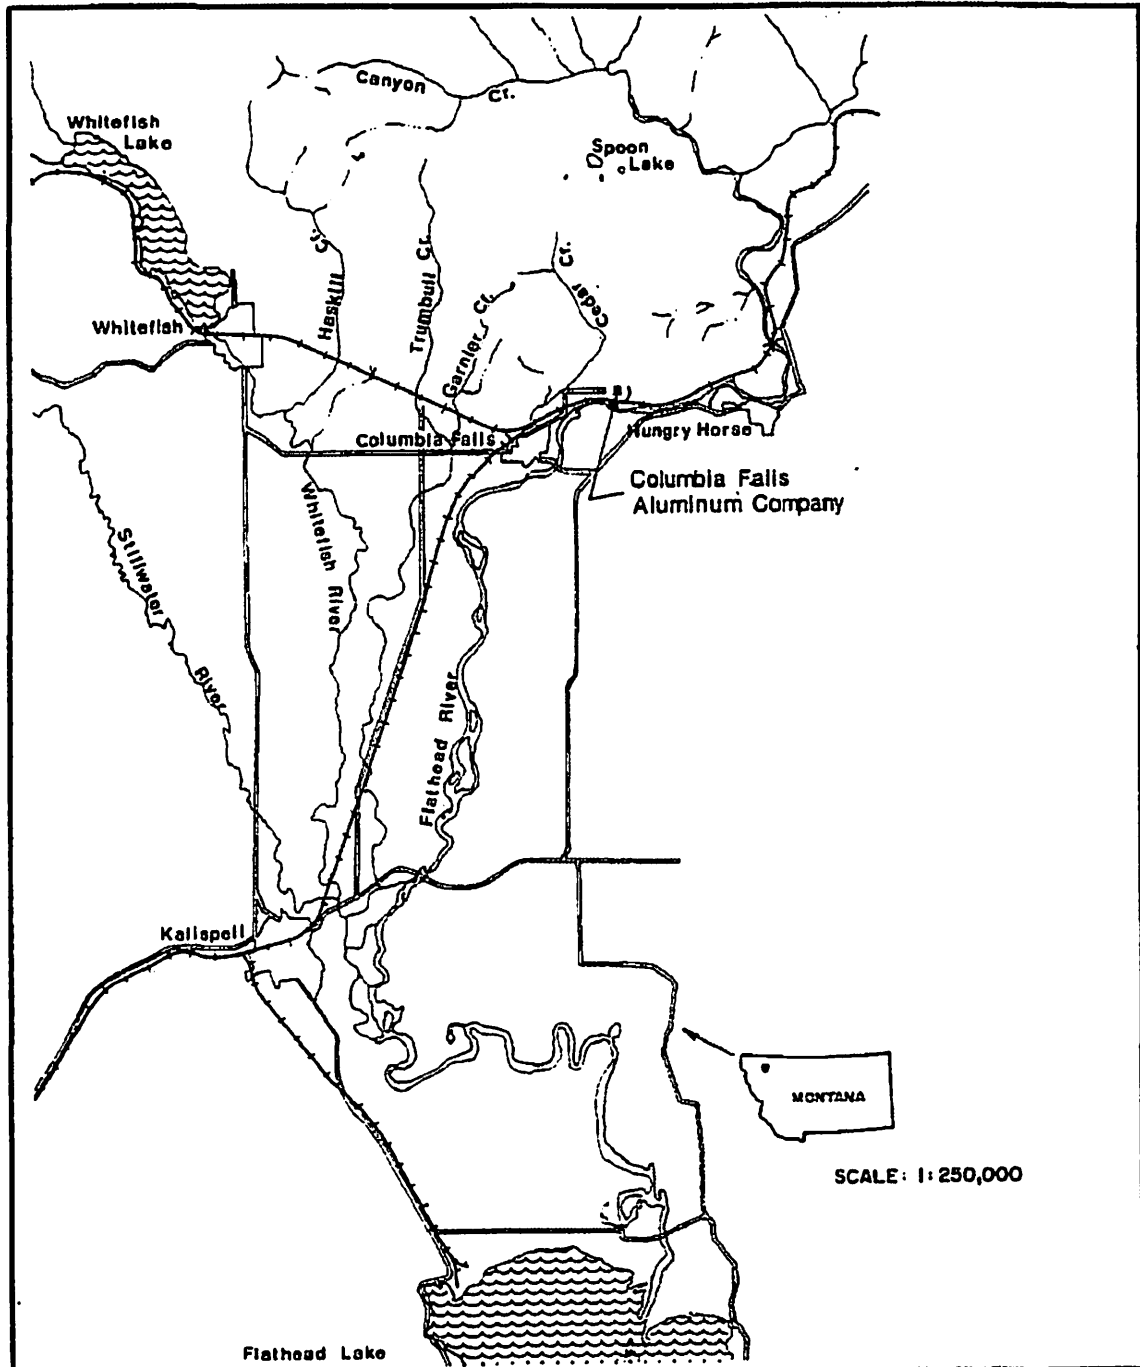 Canyon Cr.
Whitefish
Lake
Spoon
Lake
Cr.
Haskill
Trumbull Cr.
Garnier Cr.
Cr.
Cedar
Whitefish
Columbia Falls
Hungry Horse
Columbia Falls
Aluminum Company
Whitefish River
Stillwater
River
Flathead River
Kalispell
MONTANA
SCALE: 1:250,000
Flathead Lake